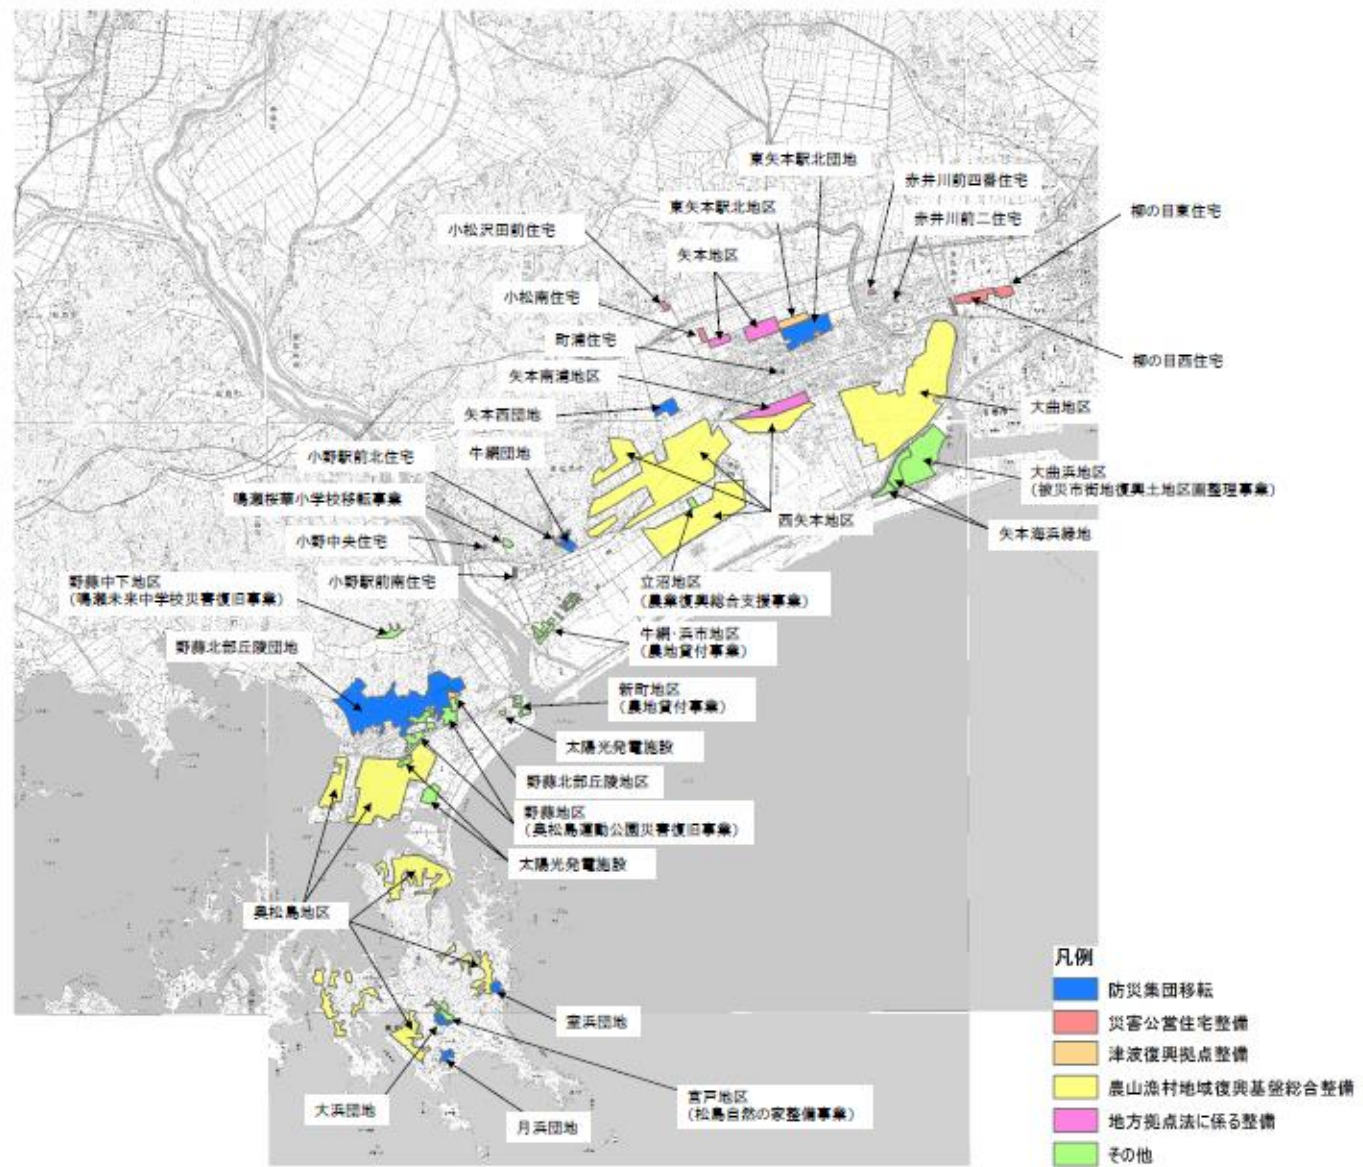 東矢本駅北団地
赤井川前四番住宅
東矢本駅北地区
柳の目東住宅
赤井川前二住宅
小松沢田前住宅
矢本地区
小松南住宅
町浦住宅
柳の目西住宅
矢本南浦地区
大曲地区
矢本西団地
牛網団地
小野駅前北住宅
大曲浜地区
(被災市街地復興土地区画整理事業)
鳴瀬桜華小学校移転事業
西矢本地区
矢本海浜緑地
小野中央住宅
小野駅前南住宅
野蒜中下地区
(鳴瀬未来中学校災害復旧事業)
立沼地区
(農業復興総合支援事業)
牛網・浜市地区
(農地貸付事業)
野蒜北部丘陵団地
新町地区
(農地貸付事業)
太陽光発電施設
野蒜北部丘陵地区
野蒜地区
(奥松島運動公園災害復旧事業)
太陽光発電施設
奥松島地区
室浜団地
宮戸地区
(松島自然の家整備事業)
大浜団地
月浜団地
凡例
防災集団移転
災害公営住宅整備
津波復興拠点整備
農山漁村地域復興基盤総合整備
地方拠点法に係る整備
その他